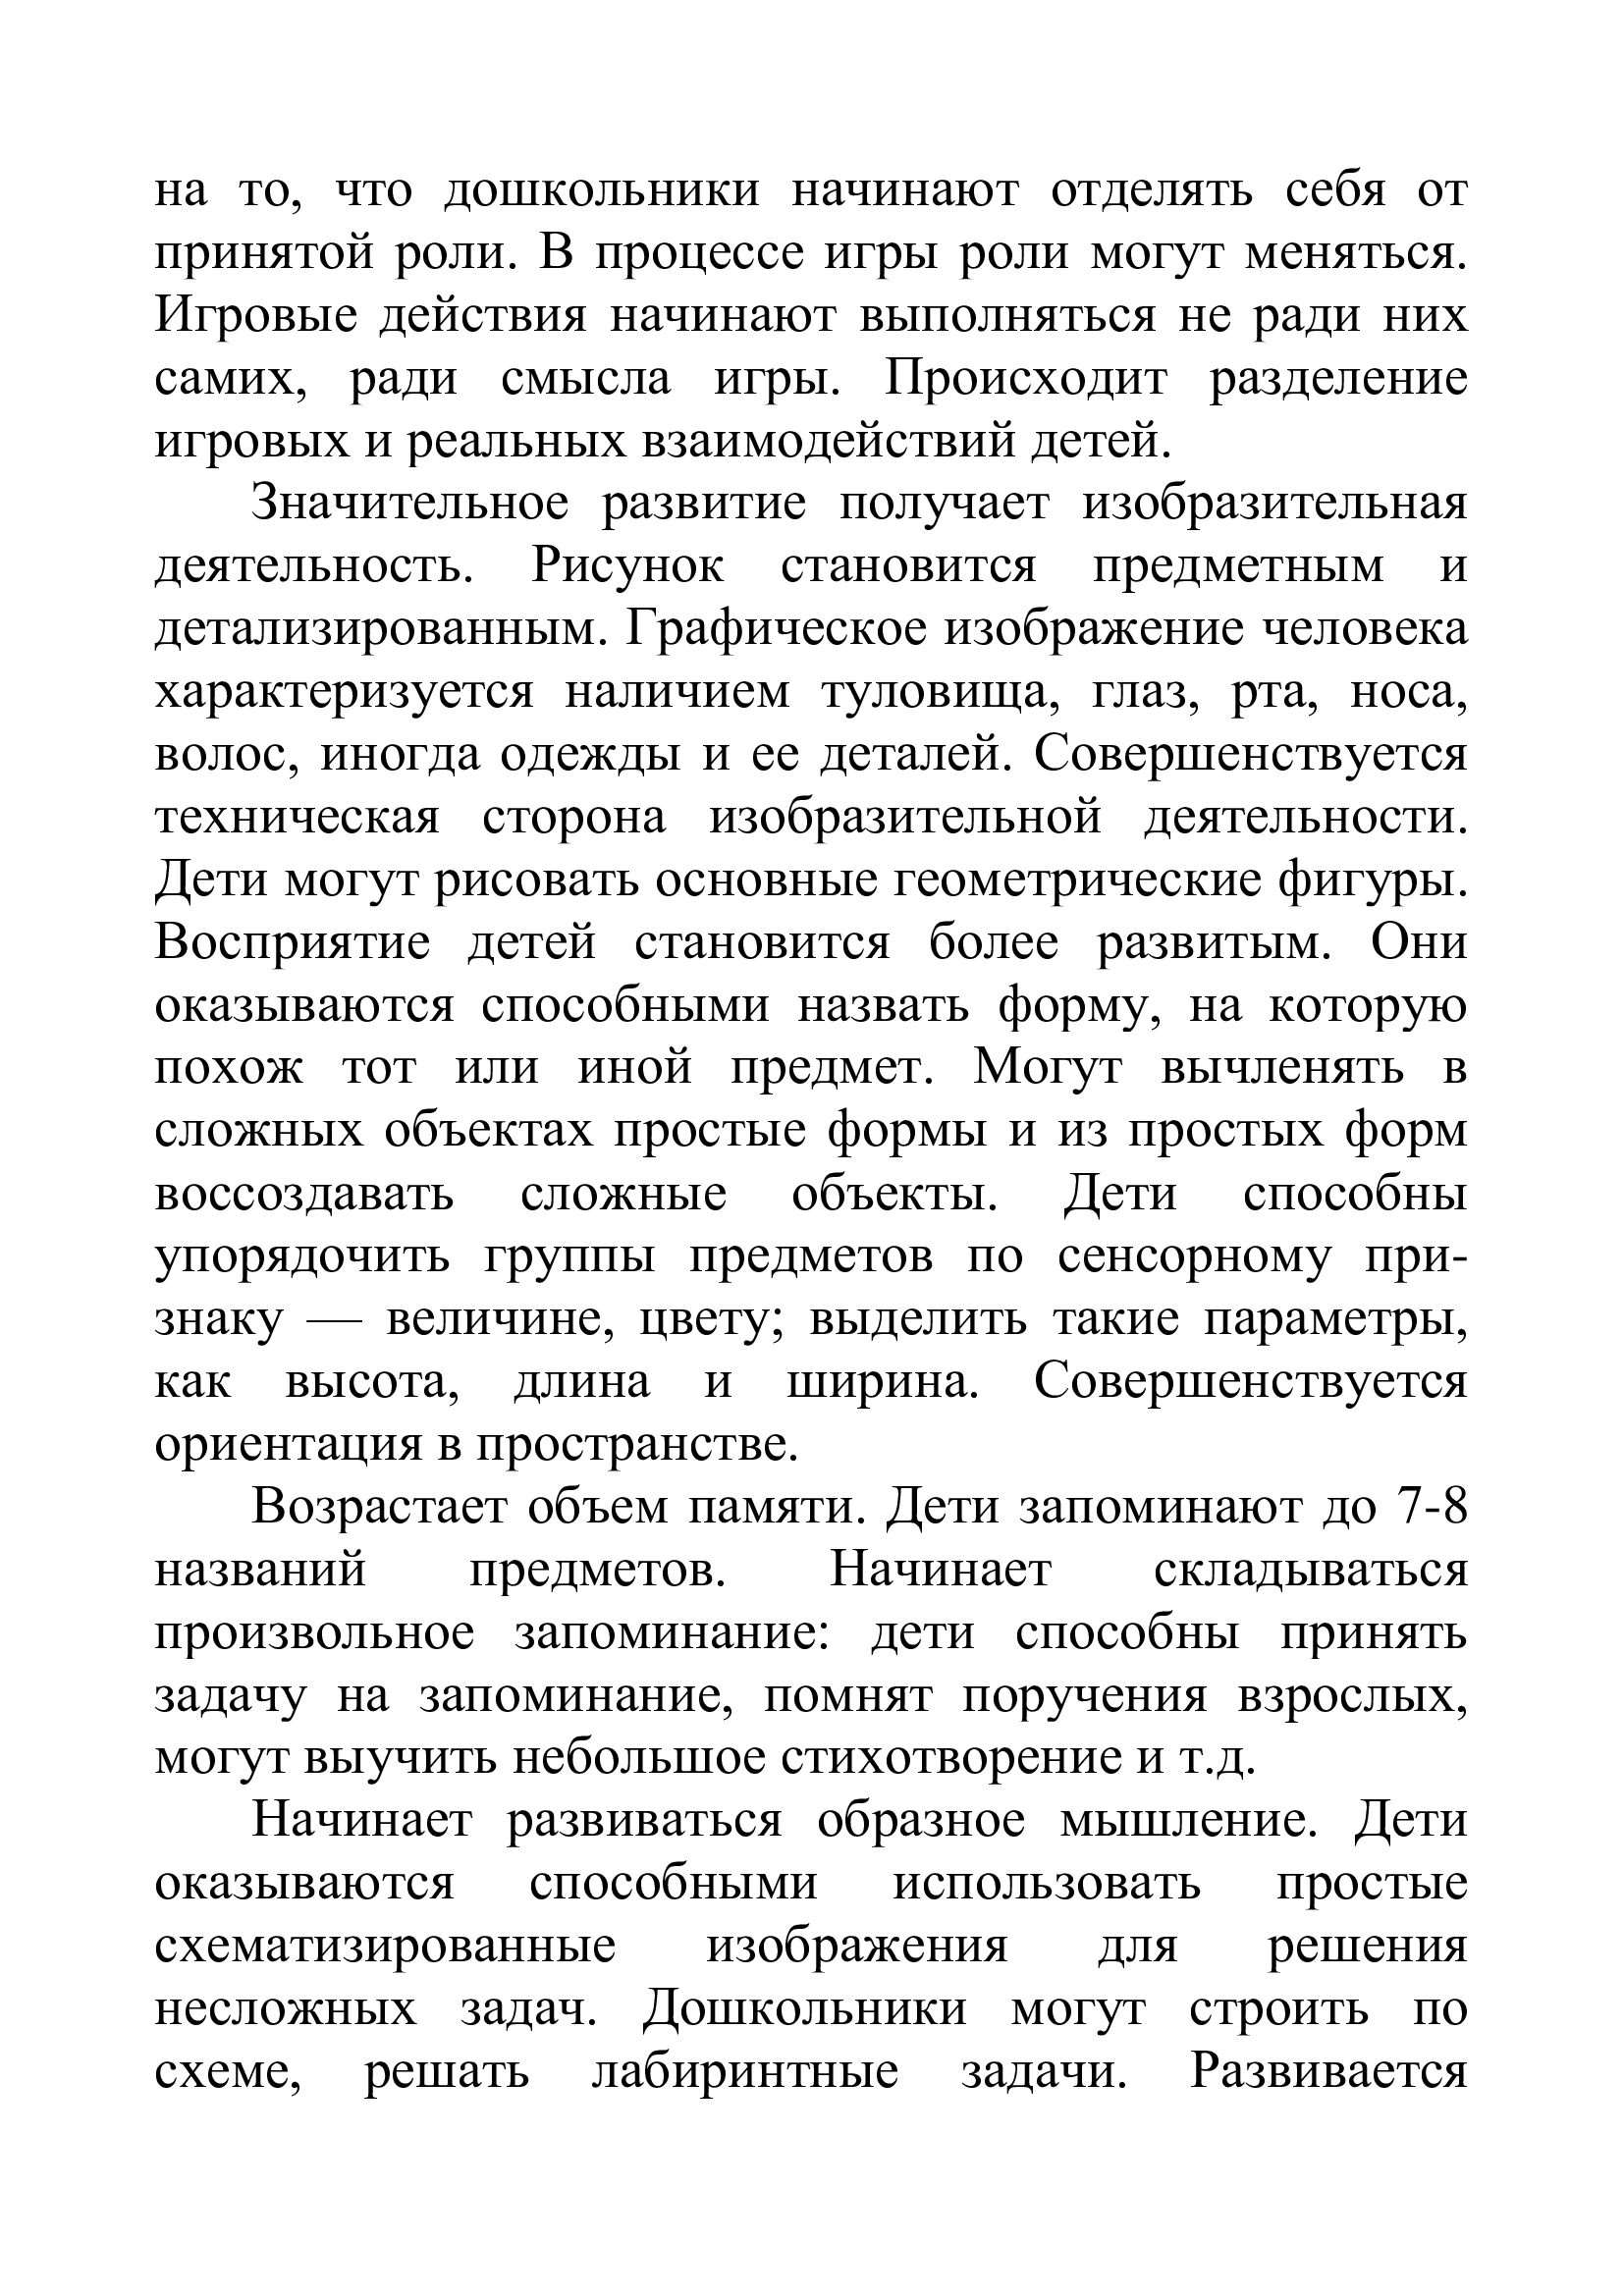 на то, что дошкольники начинают отделять себя от
принятой роли. В процессе игры роли могут меняться.
Игровые действия начинают выполняться не ради них
самих, ради смысла игры. Происходит разделение
игровых и реальных взаимодействий детей.
Значительное развитие получает изобразительная
деятельность. Рисунок становится предметным и
детализированным. Графическое изображение человека
характеризуется наличием туловища, глаз, рта, носа,
волос, иногда одежды и ее деталей. Совершенствуется
техническая сторона изобразительной деятельности.
Дети могут рисовать основные геометрические фигуры.
Восприятие детей становится более развитым. Они
оказываются способными назвать форму, на которую
похож тот или иной предмет. Могут вычленять в
сложных объектах простые формы и из простых форм
воссоздавать сложные объекты. Дети способны
упорядочить группы предметов по сенсорному при-
знаку — величине, цвету; выделить такие параметры,
как высота, длина и ширина. Совершенствуется
ориентация в пространстве.
Возрастает объем памяти. Дети запоминают до 7-8
названий предметов. Начинает складываться
произвольное запоминание: дети способны принять
задачу на запоминание, помнят поручения взрослых,
могут выучить небольшое стихотворение и т.д.
Начинает развиваться образное мышление. Дети
оказываются способными использовать простые
схематизированные изображения для решения
несложных задач. Дошкольники могут строить по
схеме, решать лабиринтные задачи. Развивается